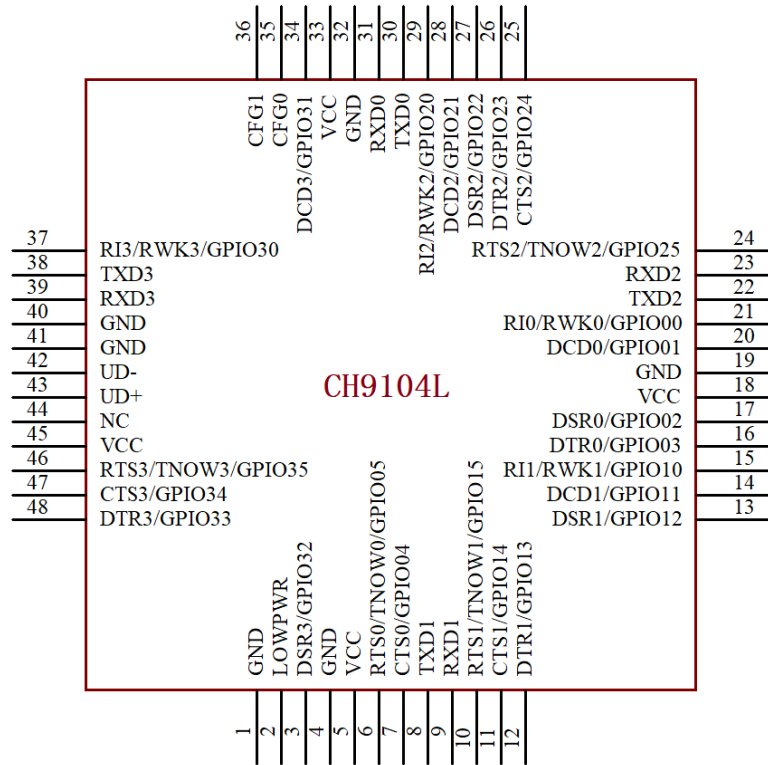 36
35
34
33
32
31
30
29
28
27
26
25
CFG1
CFG0
DCD3/GPIO31
VCC
GND
RXD0
TXD0
RI2/RWK2/GPIO20
DCD2/GPIO21
DSR2/GPIO22
DTR2/GPIO23
CTS2/GPIO24
37
RI3/RWK3/GPIO30
38
TXD3
39
RXD3
40
GND
41
GND
42
UD-
43
UD+
44
NC
45
VCC
46
RTS3/TNOW3/GPIO35
47
CTS3/GPIO34
48
DTR3/GPIO33
CH9104L
RTS2/TNOW2/GPIO25
24
RXD2
23
TXD2
22
RI0/RWK0/GPIO00
21
DCD0/GPIO01
20
GND
19
VCC
18
DSR0/GPIO02
17
DTR0/GPIO03
16
RI1/RWK1/GPIO10
15
DCD1/GPIO11
14
DSR1/GPIO12
13
GND
LOWPWR
DSR3/GPIO32
GND
VCC
RTS0/TNOW0/GPIO05
CTS0/GPIO04
TXD1
RXD1
RTS1/TNOW1/GPIO15
CTS1/GPIO14
DTR1/GPIO13
1
2
3
4
5
6
7
8
9
10
11
12